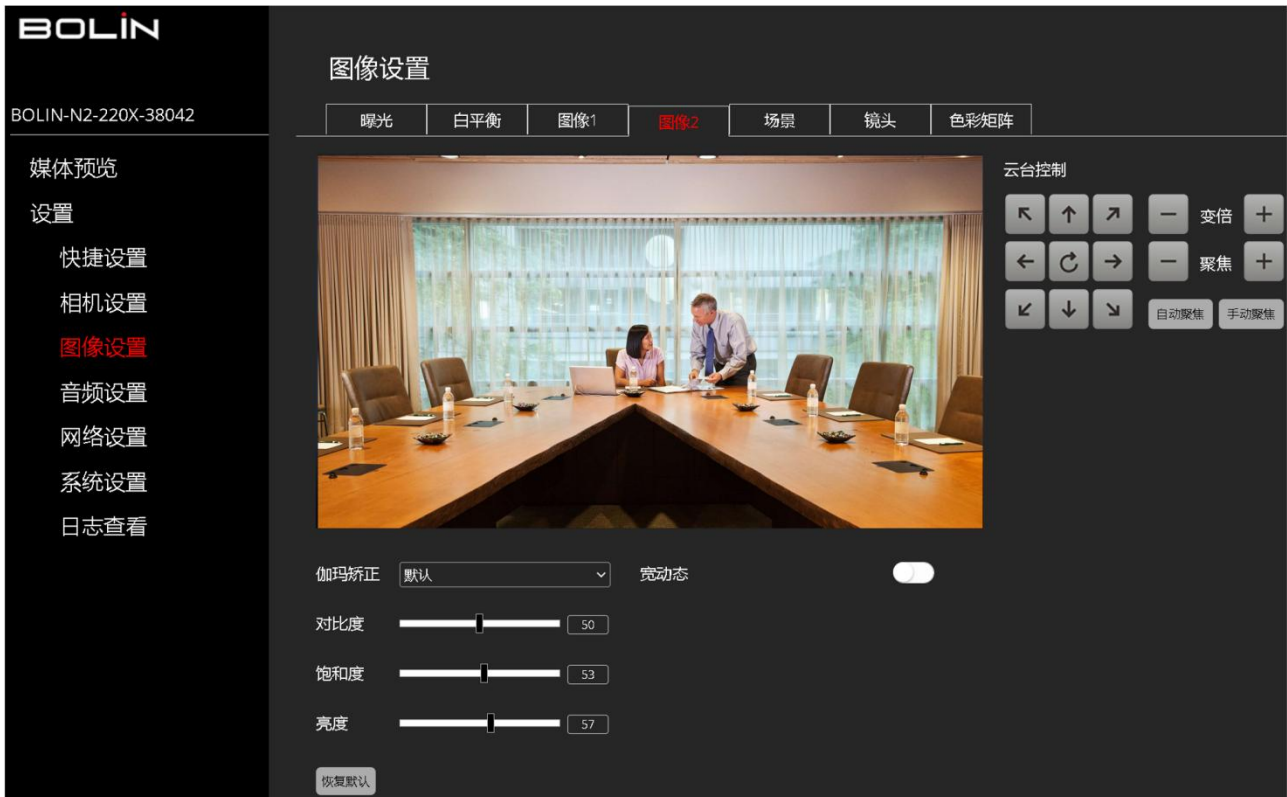 BOLIN
BOLIN-N2-220X-38042
媒体预览
设置
快捷设置
相机设置
图像设置
音频设置
网络设置
系统设置
日志查看
图像设置
曝光 白平衡 图像1 图像2 场景 镜头 色彩矩阵
云台控制
变倍
聚焦
自动聚焦 手动聚焦
伽玛矫正 默认 宽动态
对比度 50
饱和度 53
亮度 57
恢复默认